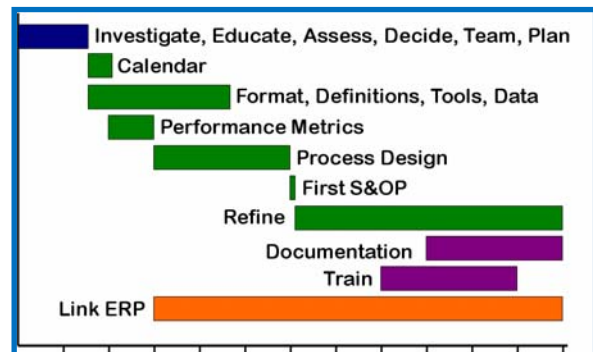 Investigate, Educate, Assess, Decide, Team, Plan
Calendar
Format, Definitions, Tools, Data
Performance Metrics
Process Design
First S&OP
Refine
Documentation
Train
Link ERP